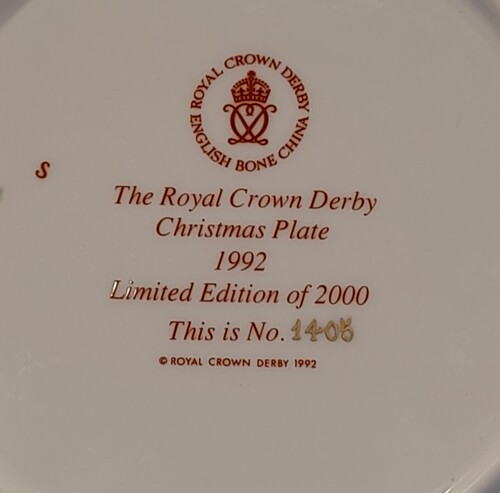 ROYAL CROWN DERBY
ENGLISH BONE CHINA
S
The Royal Crown Derby
Christmas Plate
1992
Limited Edition of 2000
This is No. 1405
© ROYAL CROWN DERBY 1992